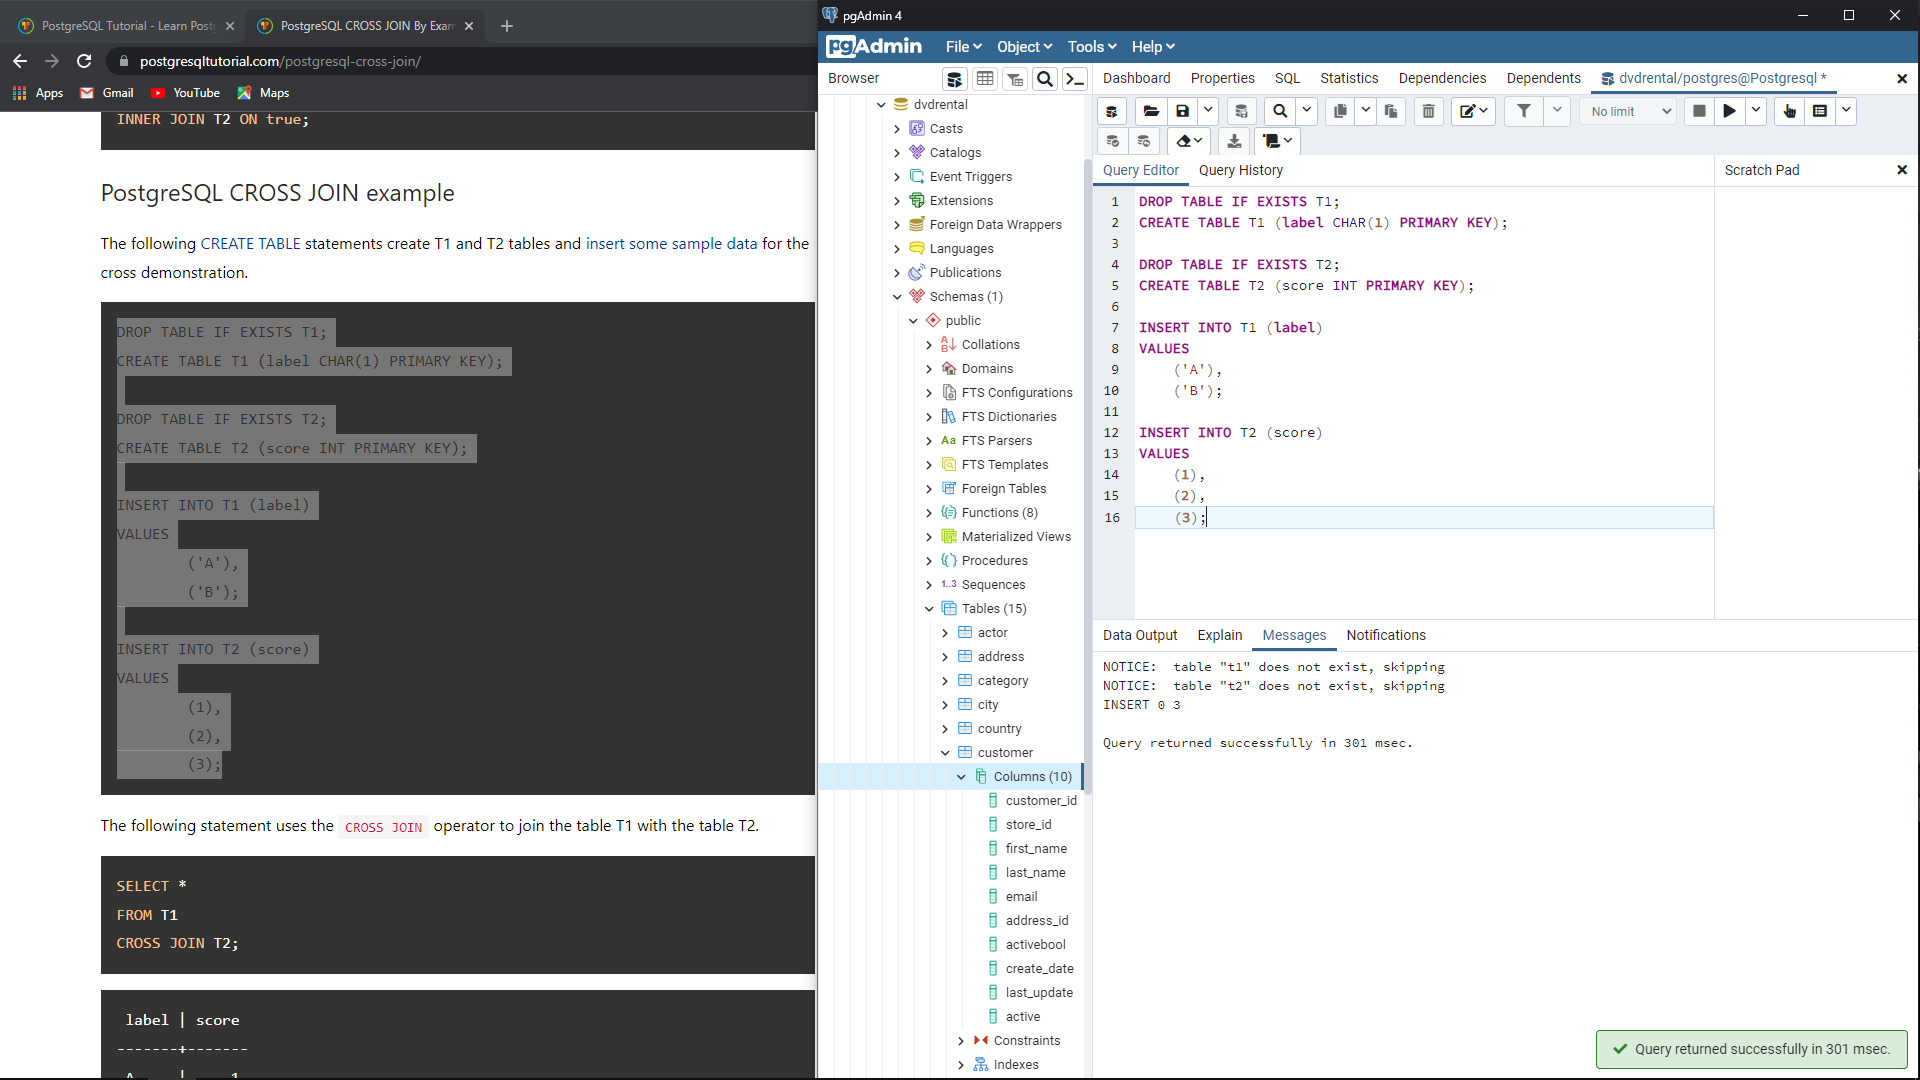 PostgreSQL Tutorial - Learn Post
PostgreSQL CROSS JOIN By Exam
postgresqltutorial.com/postgresql-cross-join/
Apps
Gmail
YouTube
Maps
INNER JOIN T2 ON true;
PostgreSQL CROSS JOIN example
The following CREATE TABLE statements create T1 and T2 tables and insert some sample data for the
cross demonstration.
DROP TABLE IF EXISTS T1;
CREATE TABLE T1 (label CHAR(1) PRIMARY KEY);
DROP TABLE IF EXISTS T2;
CREATE TABLE T2 (score INT PRIMARY KEY);
INSERT INTO T1 (label)
VALUES
('A'),
('B');
INSERT INTO T2 (score)
VALUES
(1),
(2),
(3);
The following statement uses the CROSS JOIN operator to join the table T1 with the table T2.
SELECT *
FROM T1
CROSS JOIN T2;
label | score
-------+-------
A | 1
pgAdmin 4
pgAdmin
File
Object
Tools
Help
Browser
dvdrental
Casts
Catalogs
Event Triggers
Extensions
Foreign Data Wrappers
Languages
Publications
Schemas (1)
public
Collations
Domains
FTS Configurations
FTS Dictionaries
Aa FTS Parsers
FTS Templates
Foreign Tables
Functions (8)
Materialized Views
Procedures
1..3 Sequences
Tables (15)
actor
address
category
city
country
customer
Columns (10)
customer_id
store_id
first_name
last_name
email
address_id
activebool
create_date
last_update
active
Constraints
Indexes
Dashboard
Properties
SQL
Statistics
Dependencies
Dependents
dvdrental/postgres@Postgresql *
No limit
Query Editor
Query History
Scratch Pad
1 DROP TABLE IF EXISTS T1;
2 CREATE TABLE T1 (label CHAR(1) PRIMARY KEY);
3
4 DROP TABLE IF EXISTS T2;
5 CREATE TABLE T2 (score INT PRIMARY KEY);
6
7 INSERT INTO T1 (label)
8 VALUES
9 ('A'),
10 ('B');
11
12 INSERT INTO T2 (score)
13 VALUES
14 (1),
15 (2),
16 (3);
Data Output
Explain
Messages
Notifications
NOTICE: table "t1" does not exist, skipping
NOTICE: table "t2" does not exist, skipping
INSERT 0 3
Query returned successfully in 301 msec.
Query returned successfully in 301 msec.